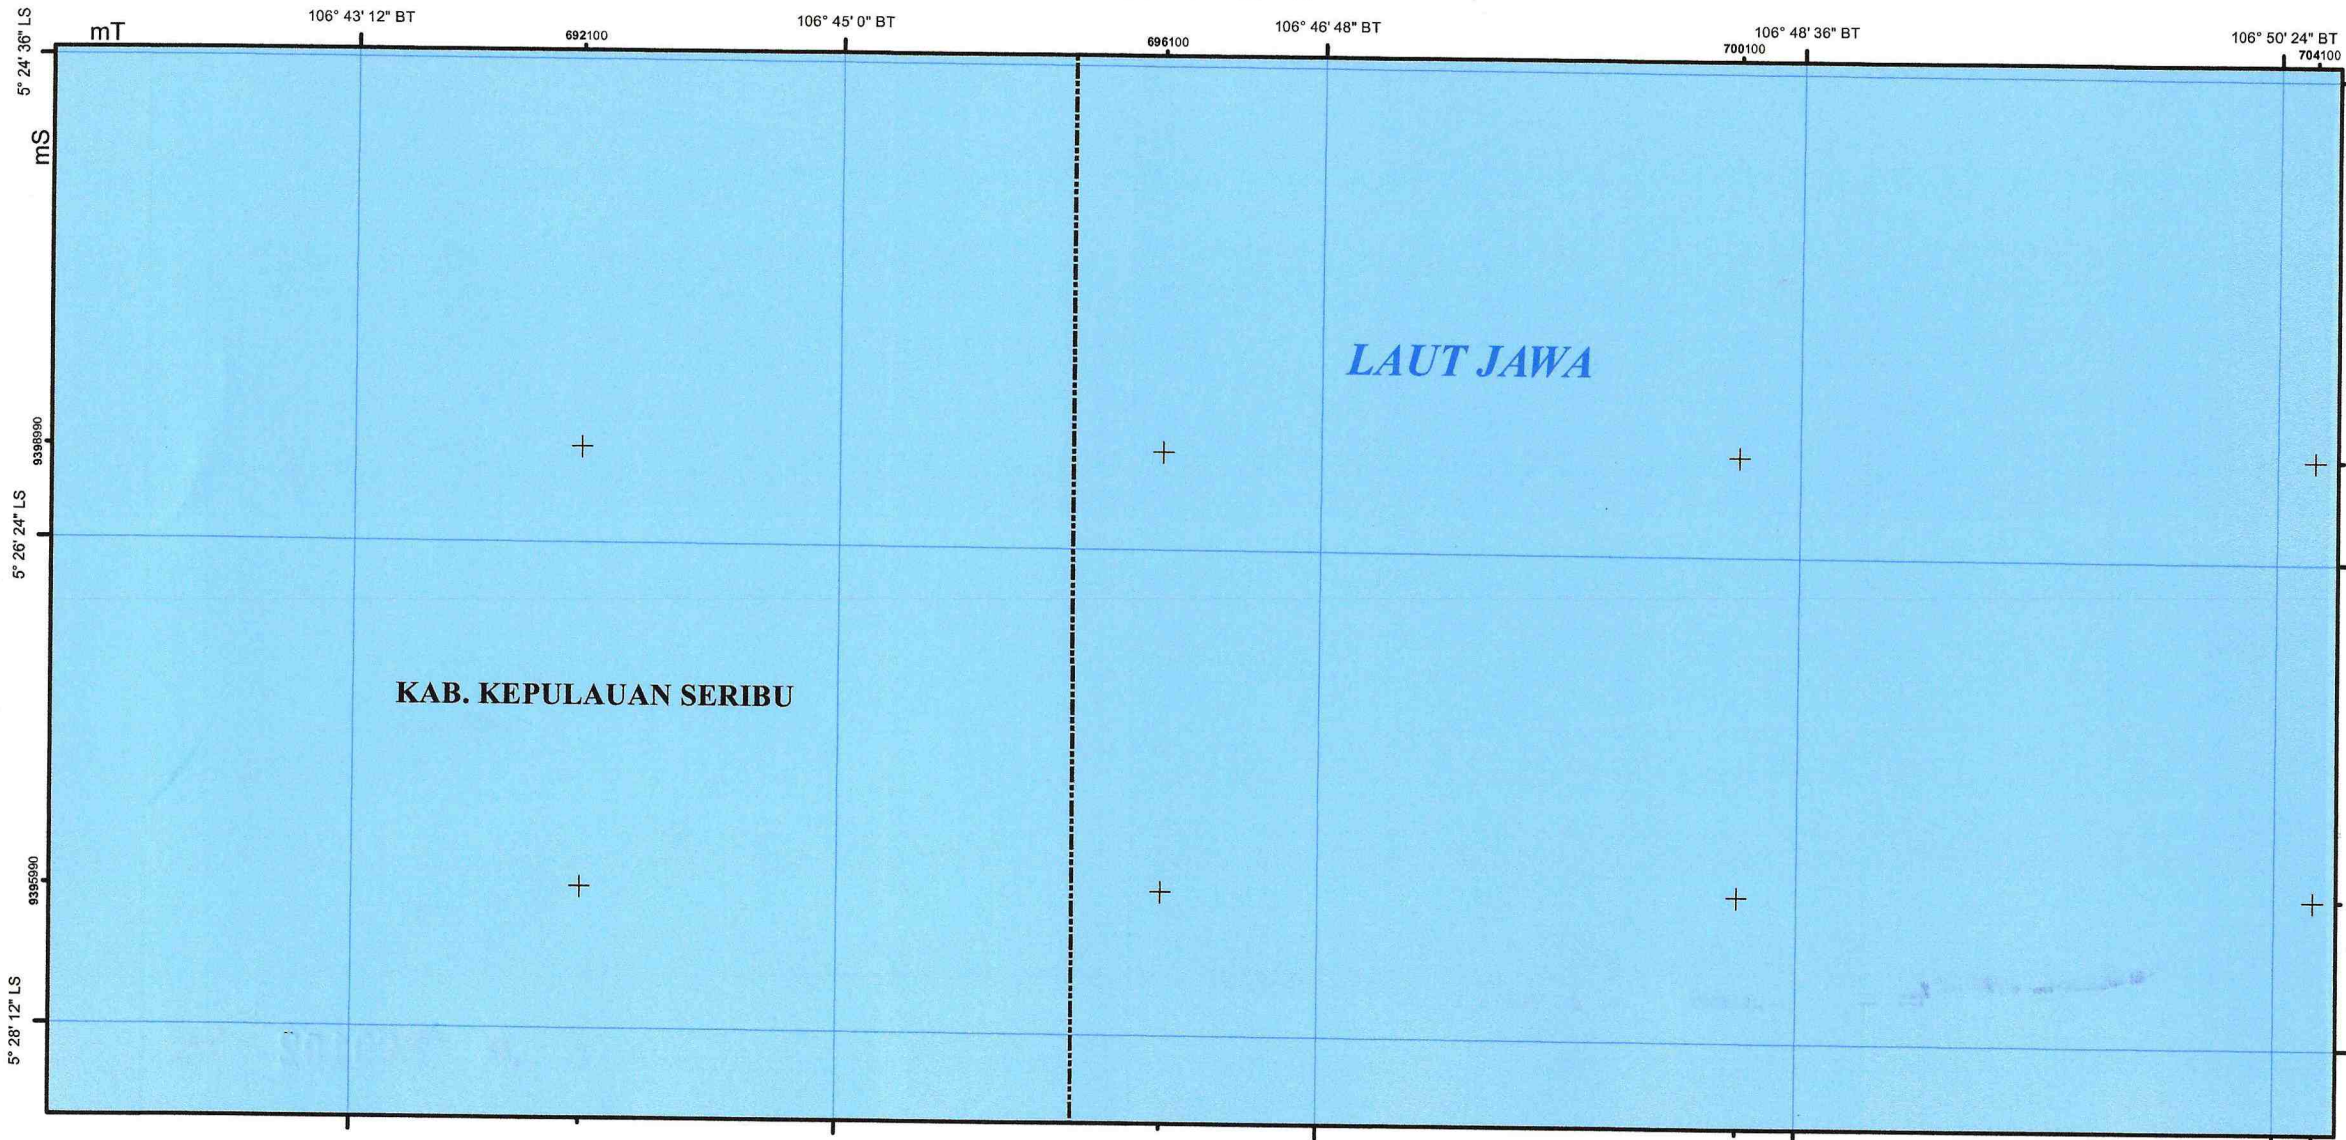 106° 43' 12" BT
106° 45' 0" BT
106° 46' 48" BT
106° 48' 36" BT
106° 50' 24" BT
mT
692100
696100
700100
704100
5° 24' 36" LS
mS
LAUT JAWA
9398990
5° 26' 24" LS
KAB. KEPULAUAN SERIBU
9395990
5° 28' 12" LS